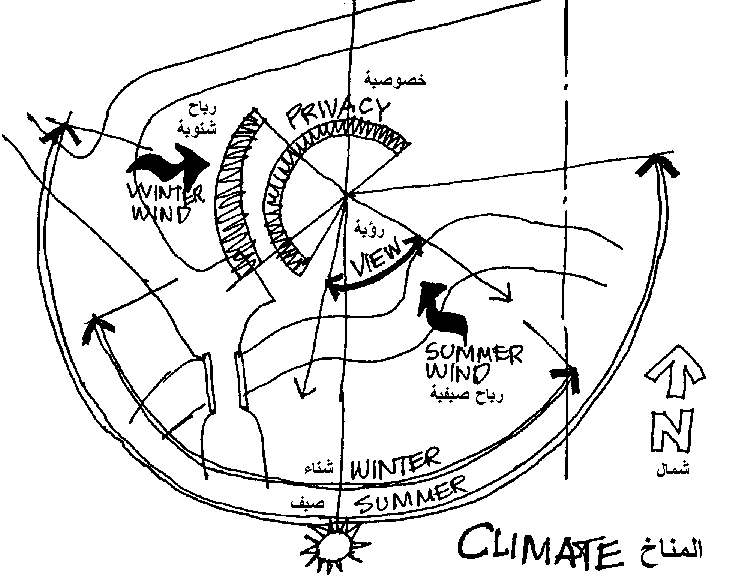 خصوصية
PRIVACY
رياح
شتوية
WINTER
WIND
رؤية
VIEW
SUMMER
WIND
رياح صيفية
N
شمال
شتاء WINTER
صيف SUMMER
CLIMATE المناخ